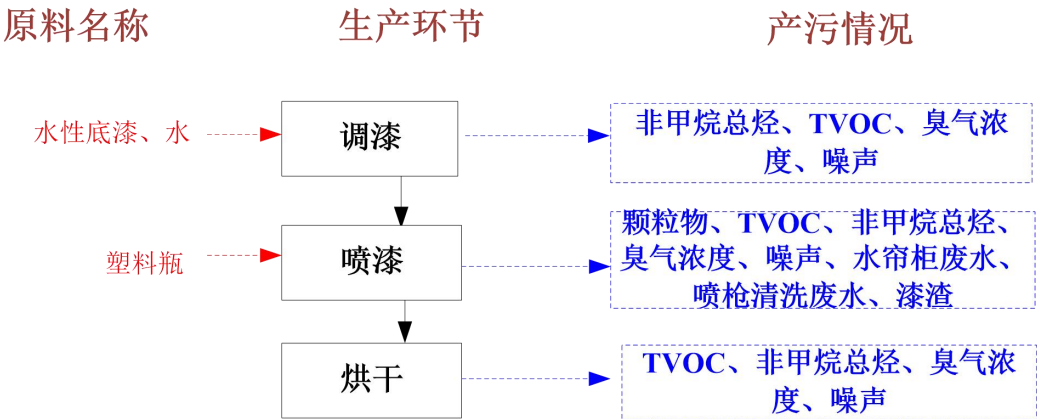 原料名称 生产环节 产污情况
水性底漆、水 调漆 非甲烷总烃、TVOC、臭气浓
度、噪声
颗粒物、TVOC、非甲烷总烃、
塑料瓶 喷漆 臭气浓度、噪声、水帘柜废水、
喷枪清洗废水、漆渣
烘干 TVOC、非甲烷总烃、臭气浓
度、噪声